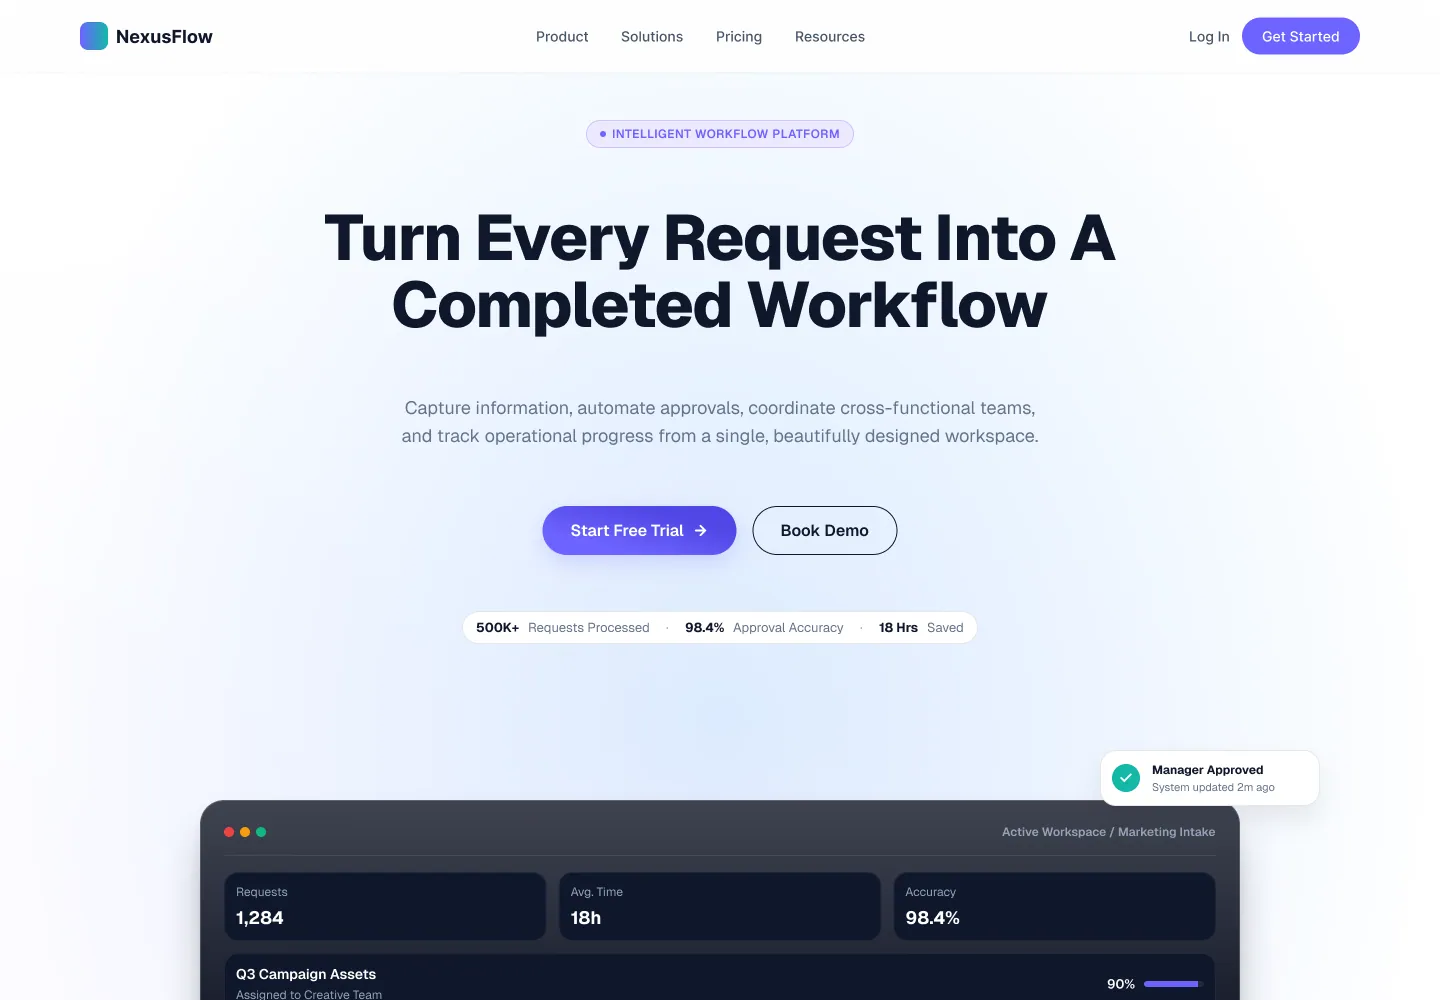 NexusFlow
Product
Solutions
Pricing
Resources
Log In
Get Started
INTELLIGENT WORKFLOW PLATFORM
Turn Every Request Into A
Completed Workflow
Capture information, automate approvals, coordinate cross-functional teams,
and track operational progress from a single, beautifully designed workspace.
Start Free Trial →
Book Demo
500K+ Requests Processed · 98.4% Approval Accuracy · 18 Hrs Saved
Manager Approved
System updated 2m ago
Active Workspace / Marketing Intake
Requests
1,284
Avg. Time
18h
Accuracy
98.4%
Q3 Campaign Assets
Assigned to Creative Team
90%